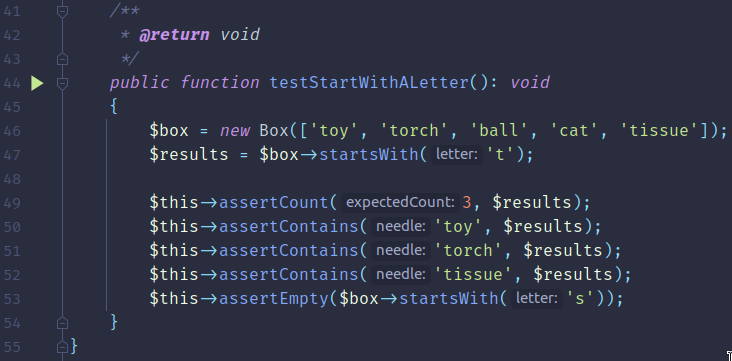 41 /**
42 * @return void
43 */
44 public function testStartWithALetter(): void
45 {
46 $box = new Box(['toy', 'torch', 'ball', 'cat', 'tissue']);
47 $results = $box->startsWith( letter: 't');
48
49 $this->assertCount( expectedCount: 3, $results);
50 $this->assertContains( needle: 'toy', $results);
51 $this->assertContains( needle: 'torch', $results);
52 $this->assertContains( needle: 'tissue', $results);
53 $this->assertEmpty($box->startsWith( letter: 's'));
54 }
55 }